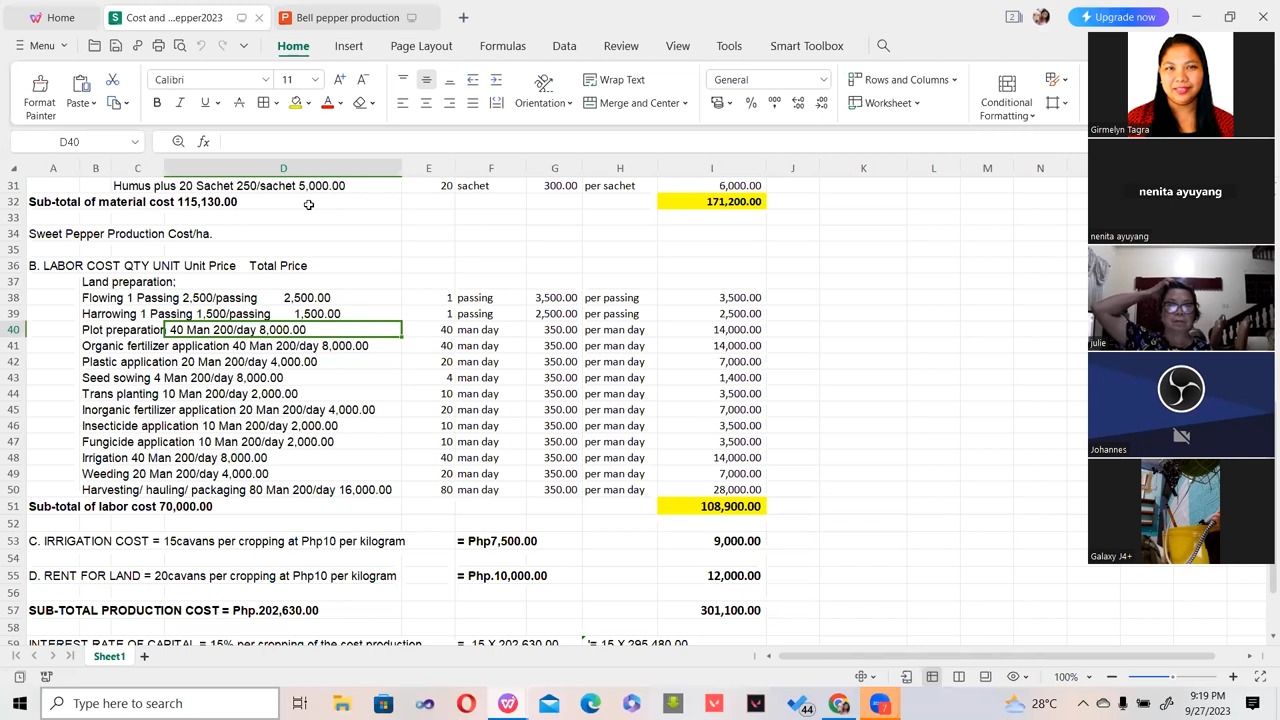 Home
Cost and ...epper2023
Bell pepper production
+
2
Upgrade now
Menu
Home Insert Page Layout Formulas Data Review View Tools Smart Toolbox
Format Painter
Paste
Calibri
11
Orientation
Wrap Text
Merge and Center
General
Rows and Columns
Worksheet
Conditional Formatting
D40
fx
A B C D E F G H I J K L M N
31 Humus plus 20 Sachet 250/sachet 5,000.00 20 sachet 300.00 per sachet 6,000.00
32 Sub-total of material cost 115,130.00 171,200.00
33
34 Sweet Pepper Production Cost/ha.
35
36 B. LABOR COST QTY UNIT Unit Price Total Price
37 Land preparation;
38 Flowing 1 Passing 2,500/passing 2,500.00 1 passing 3,500.00 per passing 3,500.00
39 Harrowing 1 Passing 1,500/passing 1,500.00 1 passing 2,500.00 per passing 2,500.00
40 Plot preparation 40 Man 200/day 8,000.00 40 man day 350.00 per man day 14,000.00
41 Organic fertilizer application 40 Man 200/day 8,000.00 40 man day 350.00 per man day 14,000.00
42 Plastic application 20 Man 200/day 4,000.00 20 man day 350.00 per man day 7,000.00
43 Seed sowing 4 Man 200/day 8,000.00 4 man day 350.00 per man day 1,400.00
44 Trans planting 10 Man 200/day 2,000.00 10 man day 350.00 per man day 3,500.00
45 Inorganic fertilizer application 20 Man 200/day 4,000.00 20 man day 350.00 per man day 7,000.00
46 Insecticide application 10 Man 200/day 2,000.00 10 man day 350.00 per man day 3,500.00
47 Fungicide application 10 Man 200/day 2,000.00 10 man day 350.00 per man day 3,500.00
48 Irrigation 40 Man 200/day 8,000.00 40 man day 350.00 per man day 14,000.00
49 Weeding 20 Man 200/day 4,000.00 20 man day 350.00 per man day 7,000.00
50 Harvesting/ hauling/ packaging 80 Man 200/day 16,000.00 80 man day 350.00 per man day 28,000.00
51 Sub-total of labor cost 70,000.00 108,900.00
52
53 C. IRRIGATION COST = 15cavans per cropping at Php10 per kilogram = Php7,500.00 9,000.00
54
55 D. RENT FOR LAND = 20cavans per cropping at Php10 per kilogram = Php.10,000.00 12,000.00
56
57 SUB-TOTAL PRODUCTION COST = Php.202,630.00 301,100.00
58
59 INTEREST RATE OF CAPITAL = 15% per cropping of the cost production = .15 X 202,630.00 '= 15 X 295,480.00
Sheet1
100%
Type here to search
44
28°C
9:19 PM
9/27/2023
Girmelyn Tagra
nenita ayuyang
nenita ayuyang
julie
Johannes
Galaxy J4+